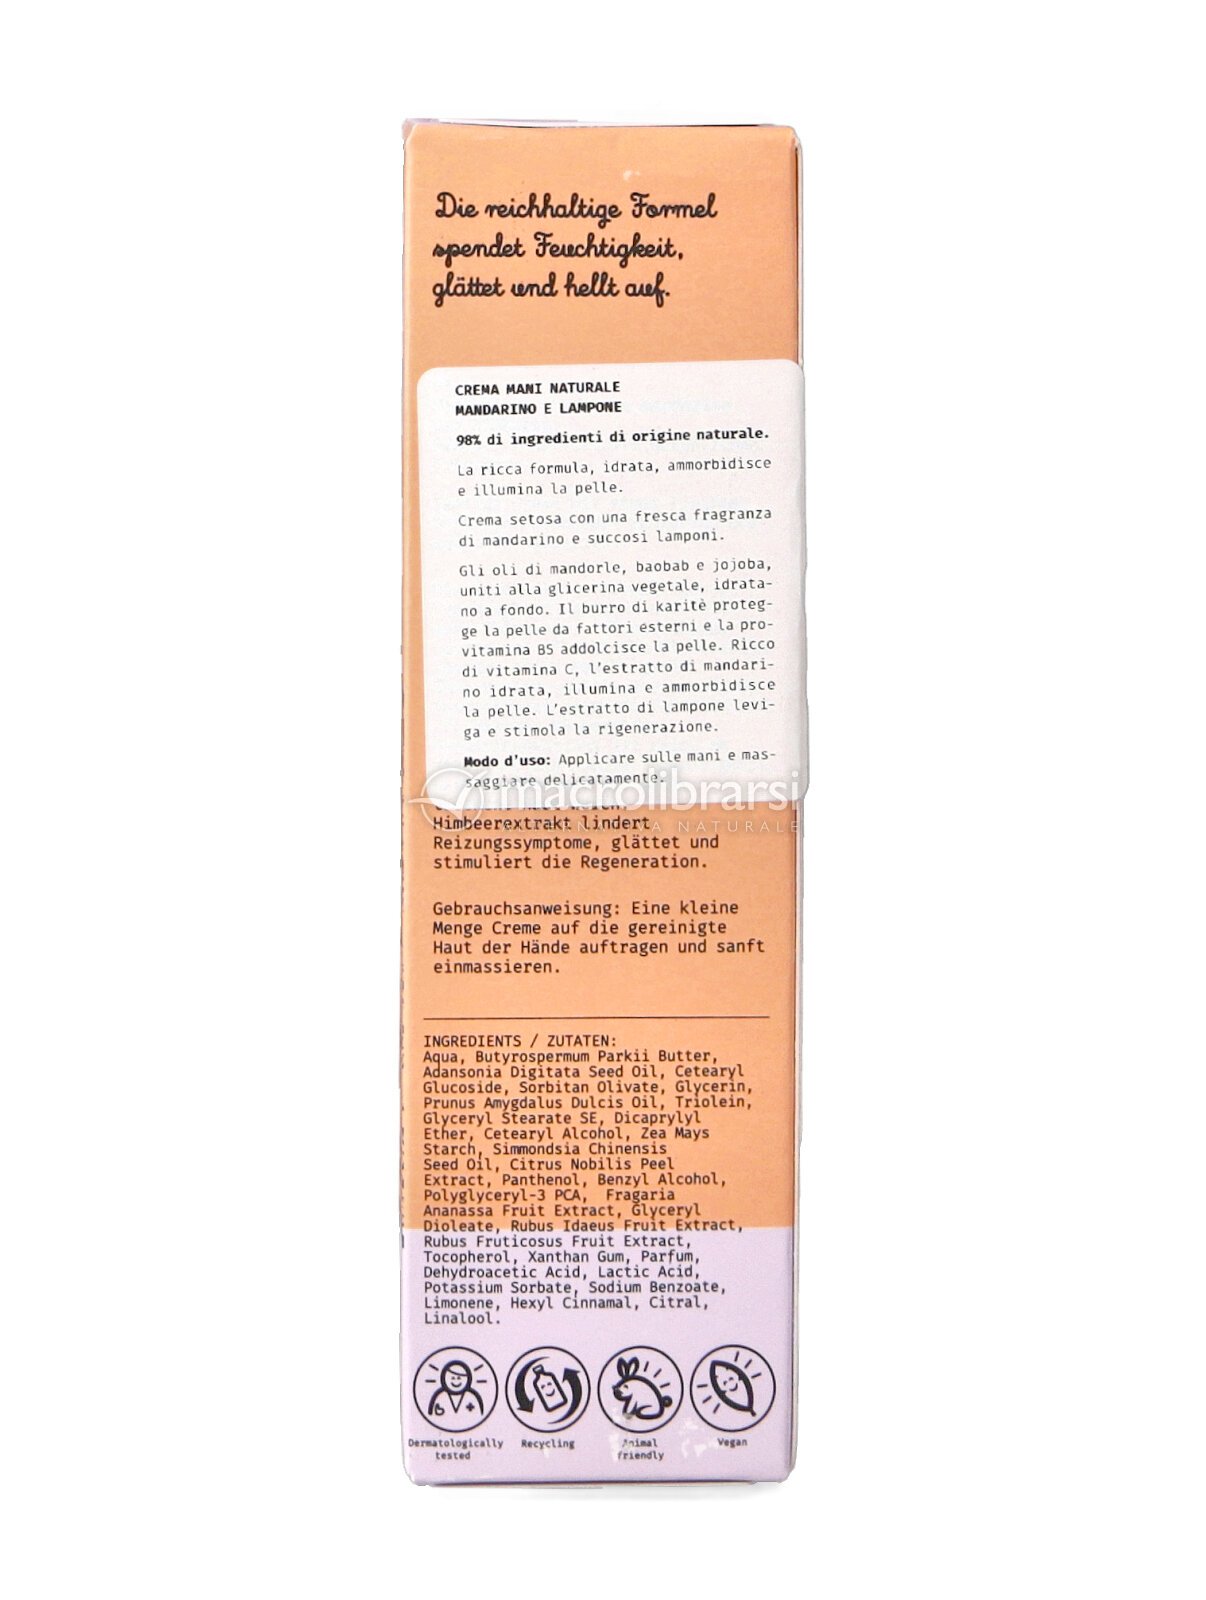 Die reichhaltige Formel
spendet Feuchtigkeit,
glättet und hellt auf.
CREMA MANI NATURALE
MANDARINO E LAMPONE
98% di ingredienti di origine naturale.
La ricca formula, idrata, ammorbidisce
e illumina la pelle.
Crema setosa con una fresca fragranza
di mandarino e succosi lamponi.
Gli oli di mandorle, baobab e jojoba,
uniti alla glicerina vegetale, idrata-
no a fondo. Il burro di karitè proteg-
ge la pelle da fattori esterni e la pro-
vitamina B5 addolcisce la pelle. Ricco
di vitamina C, l'estratto di mandari-
no idrata, illumina e ammorbidisce
la pelle. L'estratto di lampone levi-
ga e stimola la rigenerazione.
Modo d'uso: Applicare sulle mani e mas-
saggiare delicatamente.
macrolibrarsi
NATURALE
Himbeerextrakt lindert
Reizungssymptome, glättet und
stimuliert die Regeneration.
Gebrauchsanweisung: Eine kleine
Menge Creme auf die gereinigte
Haut der Hände auftragen und sanft
einmassieren.
INGREDIENTS / ZUTATEN:
Aqua, Butyrospermum Parkii Butter,
Adansonia Digitata Seed Oil, Cetearyl
Glucoside, Sorbitan Olivate, Glycerin,
Prunus Amygdalus Dulcis Oil, Triolein,
Glyceryl Stearate SE, Dicaprylyl
Ether, Cetearyl Alcohol, Zea Mays
Starch, Simmondsia Chinensis
Seed Oil, Citrus Nobilis Peel
Extract, Panthenol, Benzyl Alcohol,
Polyglyceryl-3 PCA, Fragaria
Ananassa Fruit Extract, Glyceryl
Dioleate, Rubus Idaeus Fruit Extract,
Rubus Fruticosus Fruit Extract,
Tocopherol, Xanthan Gum, Parfum,
Dehydroacetic Acid, Lactic Acid,
Potassium Sorbate, Sodium Benzoate,
Limonene, Hexyl Cinnamal, Citral,
Linalool.
Dermatologically
tested
Recycling
Animal
friendly
Vegan